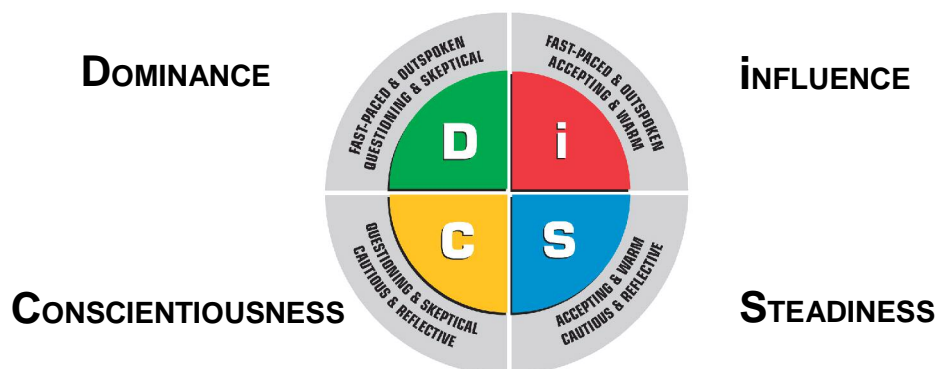 DOMINANCE
iNFLUENCE
FAST-PACED & OUTSPOKEN
QUESTIONING & SKEPTICAL
FAST-PACED & OUTSPOKEN
ACCEPTING & WARM
D
i
C
S
QUESTIONING & SKEPTICAL
CAUTIOUS & REFLECTIVE
ACCEPTING & WARM
CAUTIOUS & REFLECTIVE
CONSCIENTIOUSNESS
STEADINESS